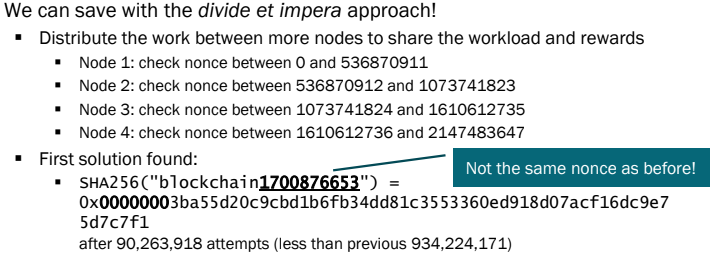 We can save with the divide et impera approach!
▪ Distribute the work between more nodes to share the workload and rewards
▪ Node 1: check nonce between 0 and 536870911
▪ Node 2: check nonce between 536870912 and 1073741823
▪ Node 3: check nonce between 1073741824 and 1610612735
▪ Node 4: check nonce between 1610612736 and 2147483647
▪ First solution found:
Not the same nonce as before!
▪ SHA256("blockchain1700876653") =
0x00000003ba55d20c9cbd1b6fb34dd81c3553360ed918d07acf16dc9e7
5d7c7f1
after 90,263,918 attempts (less than previous 934,224,171)